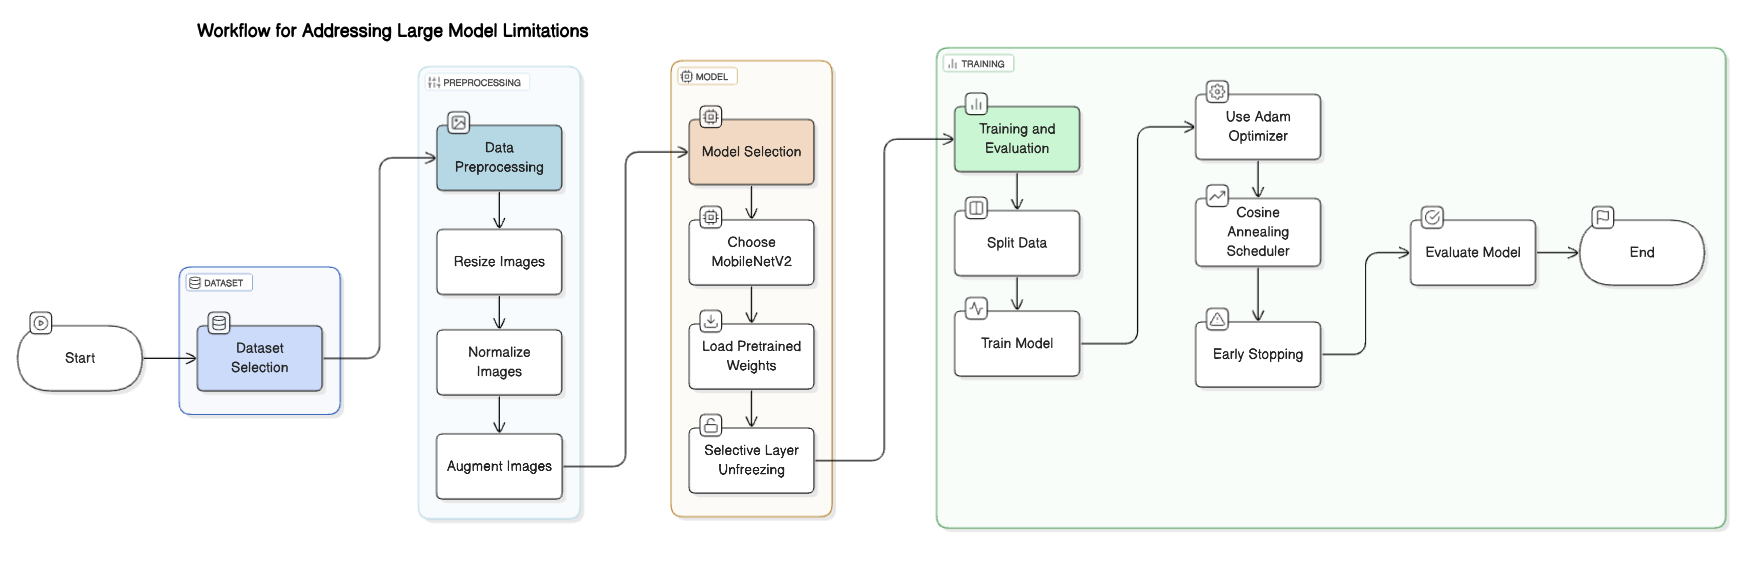 Workflow for Addressing Large Model Limitations
Start
DATASET
Dataset
Selection
PREPROCESSING
Data
Preprocessing
Resize Images
Normalize
Images
Augment Images
MODEL
Model Selection
Choose
MobileNetV2
Load Pretrained
Weights
Selective Layer
Unfreezing
TRAINING
Training and
Evaluation
Split Data
Train Model
Use Adam
Optimizer
Cosine
Annealing
Scheduler
Early Stopping
Evaluate Model
End